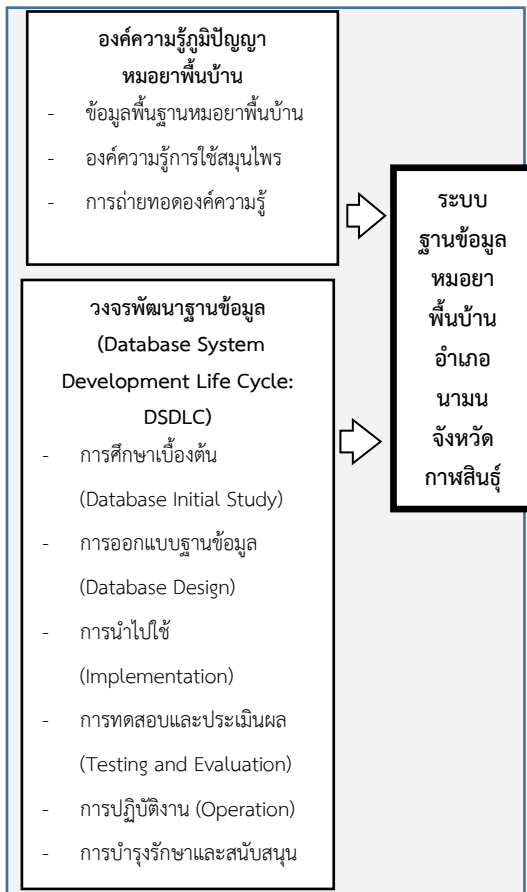 องค์ความรู้ภูมิปัญญา
หมอยาพื้นบ้าน
- ข้อมูลพื้นฐานหมอยาพื้นบ้าน
- องค์ความรู้การใช้สมุนไพร
- การถ่ายทอดองค์ความรู้
วงจรพัฒนาฐานข้อมูล
(Database System
Development Life Cycle:
DSDLC)
- การศึกษาเบื้องต้น
(Database Initial Study)
- การออกแบบฐานข้อมูล
(Database Design)
- การนำไปใช้
(Implementation)
- การทดสอบและประเมินผล
(Testing and Evaluation)
- การปฏิบัติงาน (Operation)
- การบำรุงรักษาและสนับสนุน
ระบบ
ฐานข้อมูล
หมอยา
พื้นบ้าน
อำเภอ
นามน
จังหวัด
กาฬสินธุ์